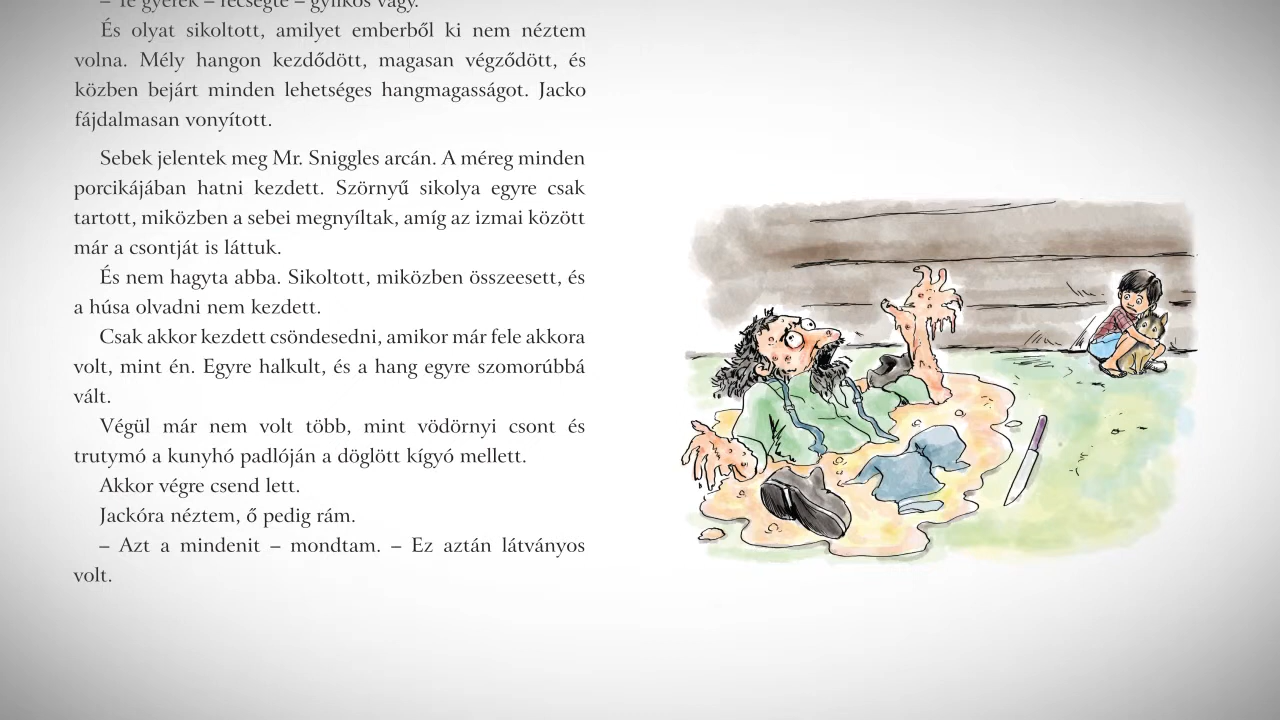 – Te gyerek – recsegte – gyilkos vagy.
És olyat sikoltott, amilyet emberből ki nem néztem
volna. Mély hangon kezdődött, magasan végződött, és
közben bejárt minden lehetséges hangmagasságot. Jacko
fájdalmasan vonyított.
Sebek jelentek meg Mr. Sniggles arcán. A méreg minden
porcikájában hatni kezdett. Szörnyű sikolya egyre csak
tartott, miközben a sebei megnyíltak, amíg az izmai között
már a csontját is láttuk.
És nem hagyta abba. Sikoltott, miközben összeesett, és
a húsa olvadni nem kezdett.
Csak akkor kezdett csöndesedni, amikor már fele akkora
volt, mint én. Egyre halkult, és a hang egyre szomorúbbá
vált.
Végül már nem volt több, mint vödörnyi csont és
trutymó a kunyhó padlóján a döglött kígyó mellett.
Akkor végre csend lett.
Jackóra néztem, ő pedig rám.
– Azt a mindenit – mondtam. – Ez aztán látványos
volt.